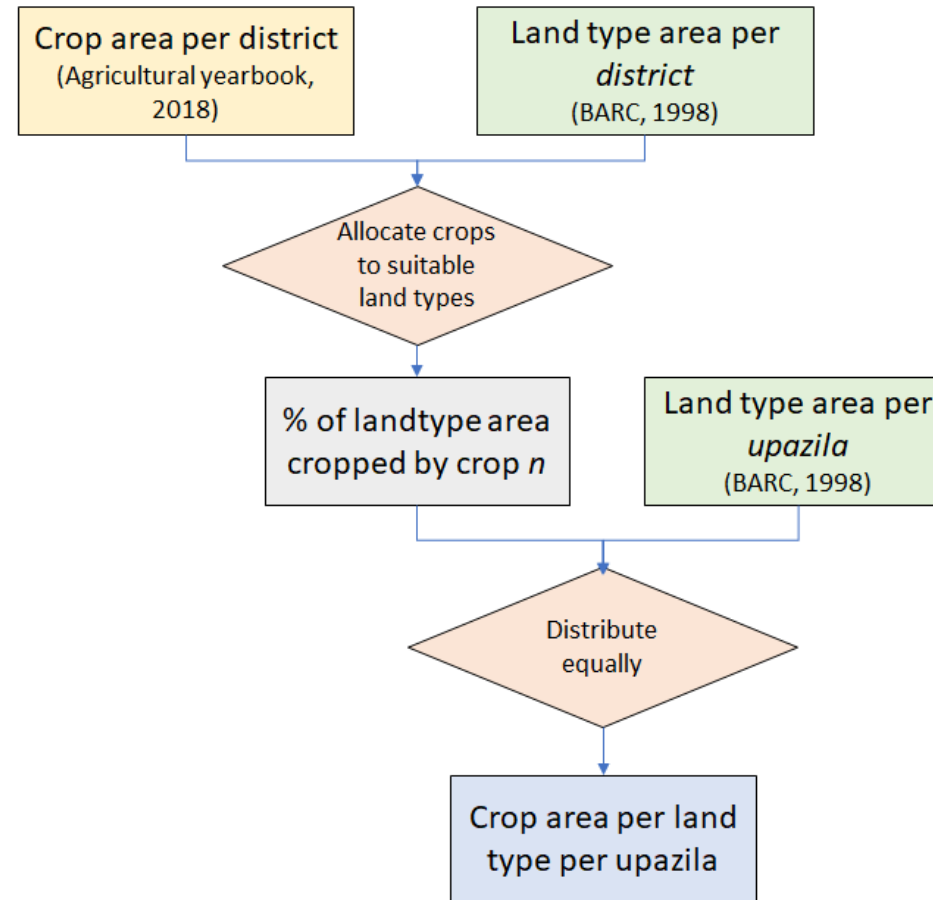 Crop area per district
(Agricultural yearbook,
2018)
Land type area per
district
(BARC, 1998)
Allocate crops
to suitable
land types
% of landtype area
cropped by crop n
Land type area per
upazila
(BARC, 1998)
Distribute
equally
Crop area per land
type per upazila